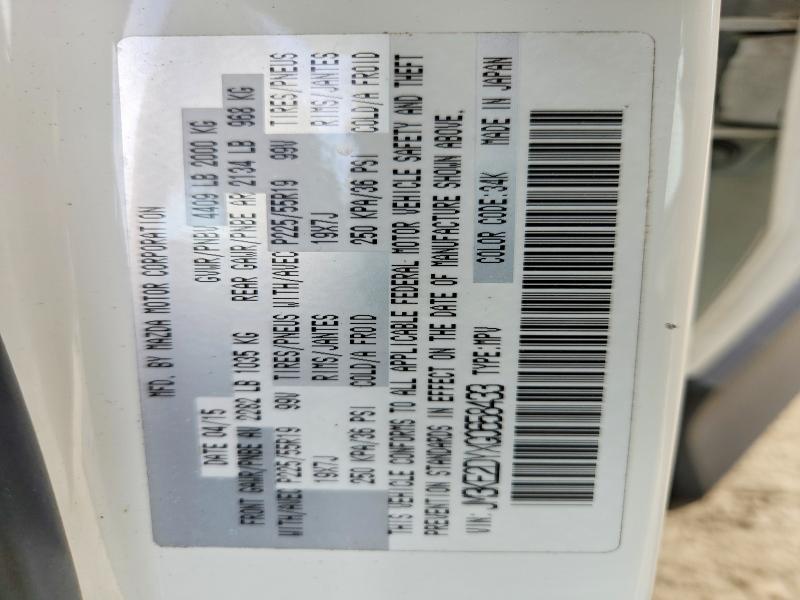 MFD. BY MAZDA MOTOR CORPORATION
DATE 04/15 GVWR/PNBV 4409 LB 2000 KG
FRONT GAWR/PNBE AV 2282 LB 1035 KG REAR GAWR/PNBE AR 2134 LB 968 KG
WITH/AVEC P225/55R19 99V TIRES/PNEUS WITH/AVEC P225/55R19 99V TIRES/PNEUS
19X7J RIMS/JANTES 19X7J RIMS/JANTES
250 KPA/36 PSI COLD/A FROID 250 KPA/36 PSI COLD/A FROID
THIS VEHICLE CONFORMS TO ALL APPLICABLE FEDERAL MOTOR VEHICLE SAFETY AND THEFT
PREVENTION STANDARDS IN EFFECT ON THE DATE OF MANUFACTURE SHOWN ABOVE.
VIN: TYPE:MPV COLOR CODE:34K MADE IN JAPAN